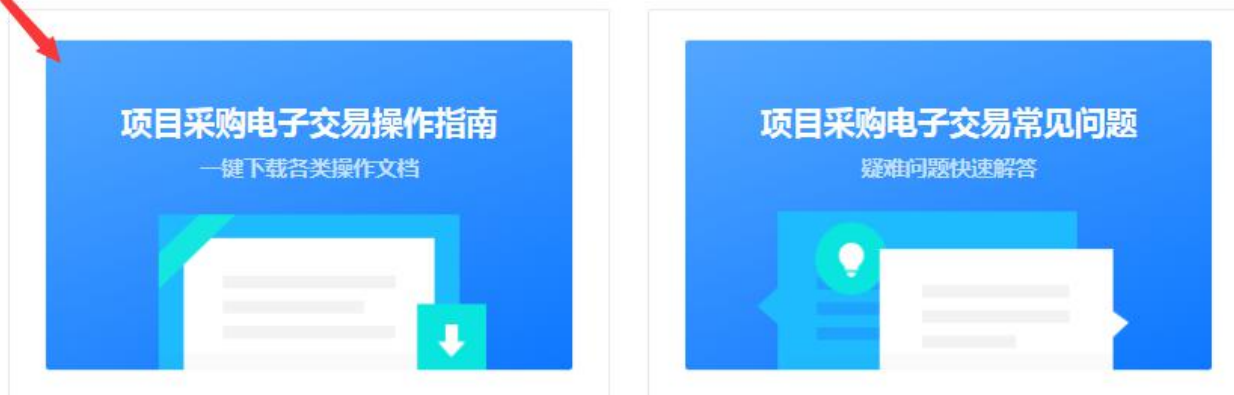 项目采购电子交易操作指南
一键下载各类操作文档
项目采购电子交易常见问题
疑难问题快速解答